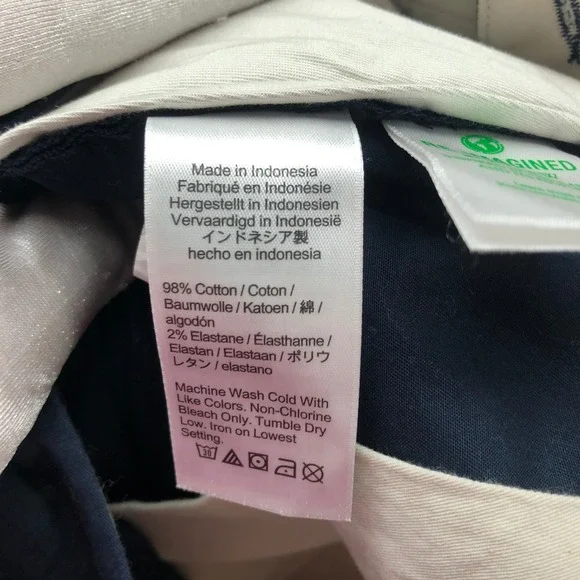 Made in Indonesia
Fabriqué en Indonésie
Hergestellt in Indonesien
Vervaardigd in Indonesië
インドネシア製
hecho en indonesia
98% Cotton / Coton /
Baumwolle / Katoen / 綿 /
algodón
2% Elastane / Élasthanne /
Elastan / Elastaan / ポリウ
レタン / elastano
Machine Wash Cold With
Like Colors. Non-Chlorine
Bleach Only. Tumble Dry
Low. Iron on Lowest
Setting.
30
AGINED